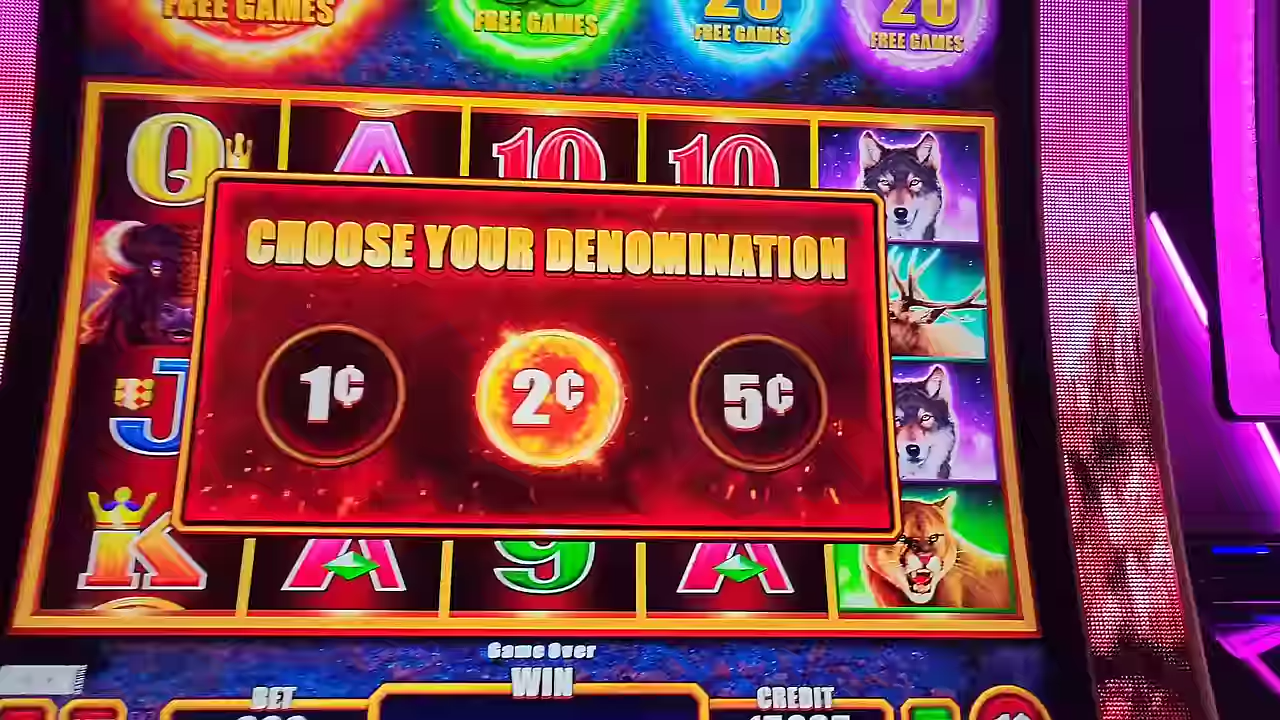 FREE GAMES
FREE GAMES
20
FREE GAMES
20
FREE GAMES
Q
A
10
10
CHOOSE YOUR DENOMINATION
1¢
2¢
5¢
J
K
A
9
A
Game Over
WIN
BET
CREDIT